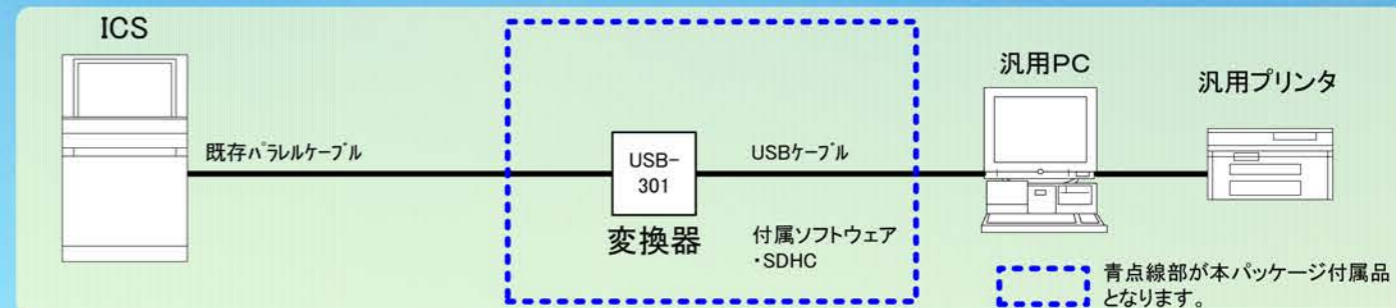 ICS
既存パラレルケーブル
USB-
301
変換器
USBケーブル
付属ソフトウェア
・SDHC
汎用PC
汎用プリンタ
青点線部が本パッケージ付属品
となります。